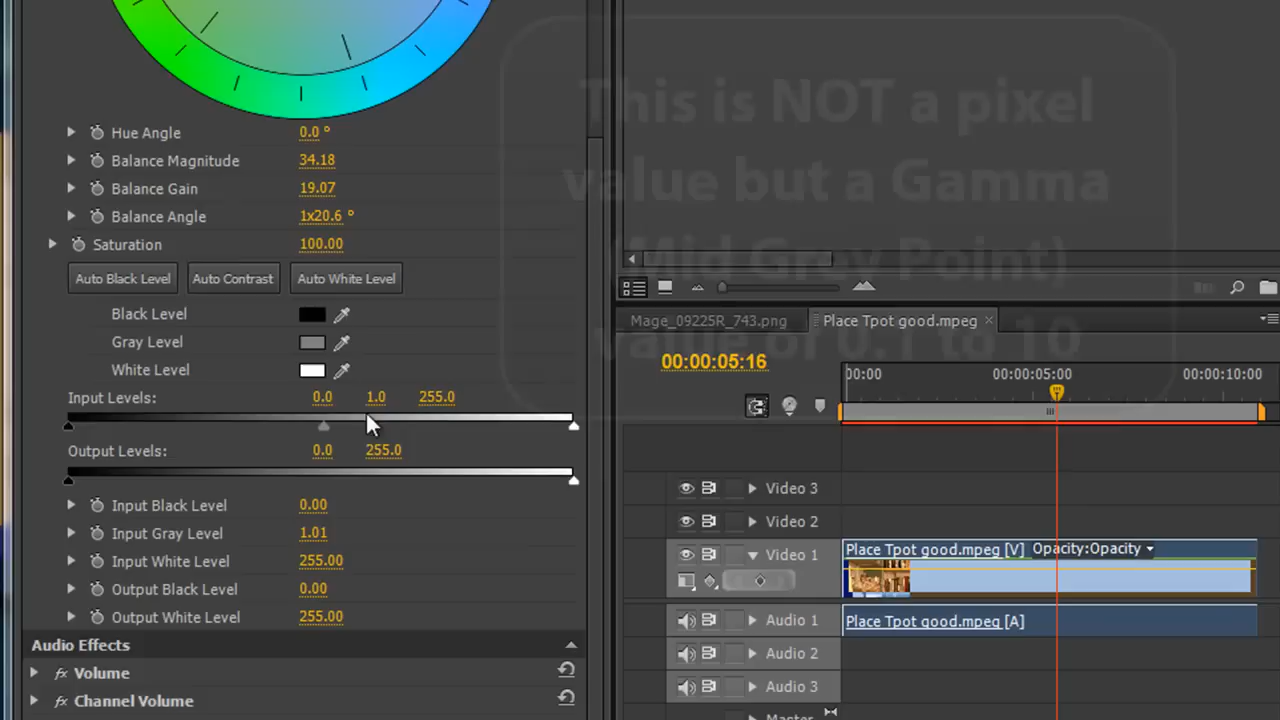 Hue Angle 0.0 °
Balance Magnitude 34.18
Balance Gain 19.07
Balance Angle 1x20.6 °
Saturation 100.00
Auto Black Level Auto Contrast Auto White Level
Black Level
Gray Level
White Level
Input Levels: 0.0 1.0 255.0
Output Levels: 0.0 255.0
Input Black Level 0.00
Input Gray Level 1.01
Input White Level 255.00
Output Black Level 0.00
Output White Level 255.00
Audio Effects
fx Volume
fx Channel Volume
This is NOT a pixel
value but a Gamma
(Mid Grey Point)
value of 0.1 to 10
Mage_09225R_743.png Place Tpot good.mpeg ×
00:00:05:16
00:00 00:00:05:00 00:00:10:00
Video 3
Video 2
Video 1
Place Tpot good.mpeg [V] Opacity:Opacity
Audio 1
Place Tpot good.mpeg [A]
Audio 2
Audio 3
Master